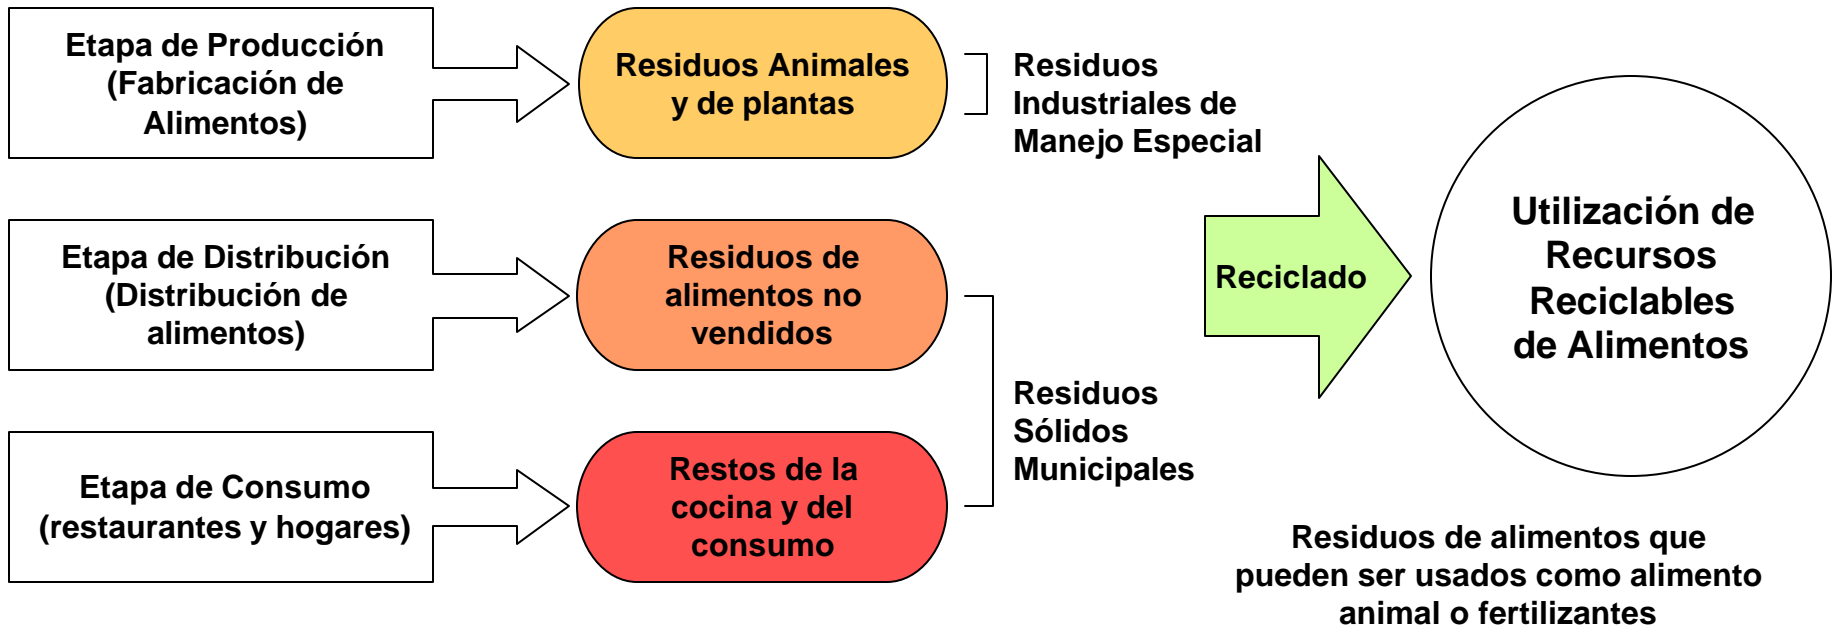 Etapa de Producción
(Fabricación de
Alimentos)
Residuos Animales
y de plantas
Residuos
Industriales de
Manejo Especial
Etapa de Distribución
(Distribución de
alimentos)
Residuos de
alimentos no
vendidos
Etapa de Consumo
(restaurantes y hogares)
Restos de la
cocina y del
consumo
Residuos
Sólidos
Municipales
Reciclado
Utilización de
Recursos
Reciclables
de Alimentos
Residuos de alimentos que
pueden ser usados como alimento
animal o fertilizantes